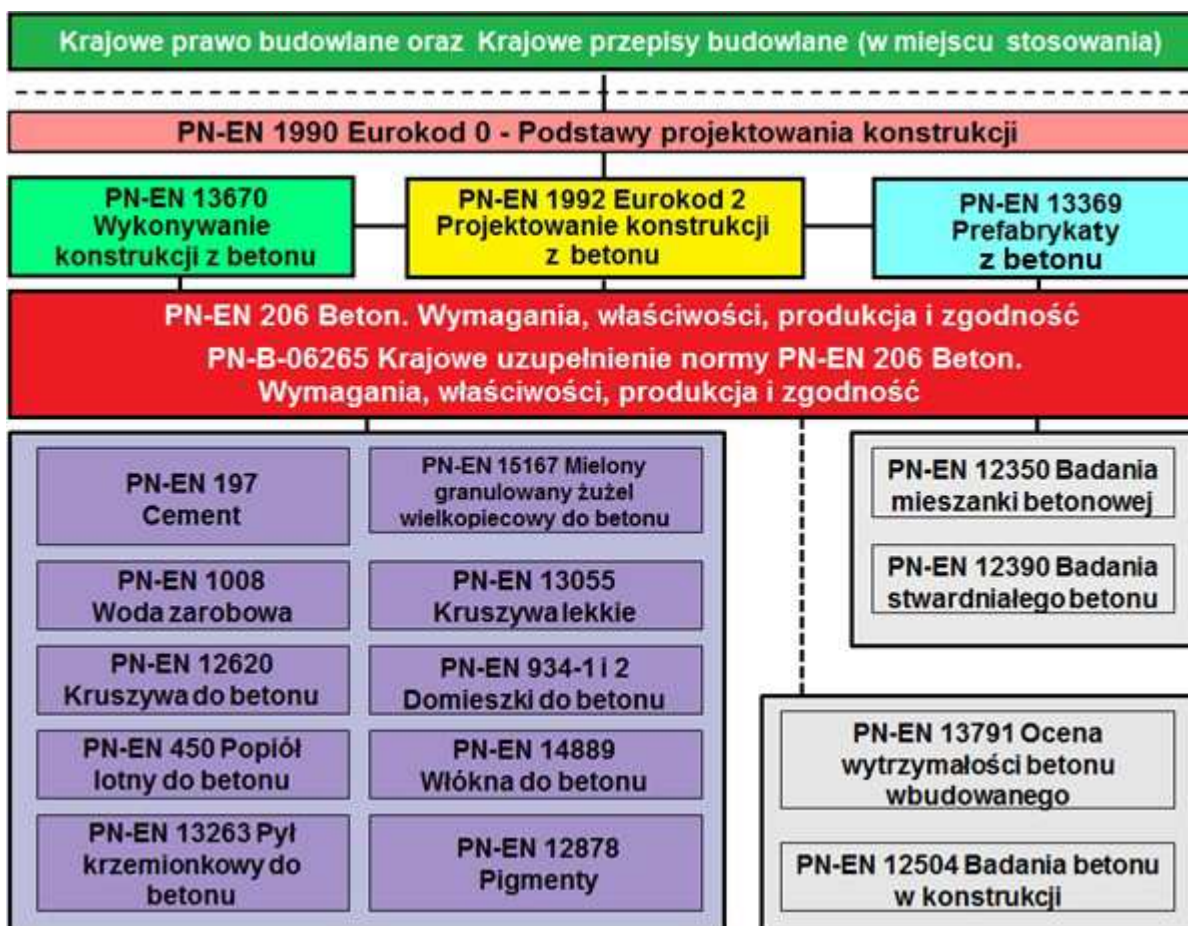 Krajowe prawo budowlane oraz Krajowe przepisy budowlane (w miejscu stosowania)
PN-EN 1990 Eurokod 0 - Podstawy projektowania konstrukcji
PN-EN 13670
Wykonywanie
konstrukcji z betonu
PN-EN 1992 Eurokod 2
Projektowanie konstrukcji
z betonu
PN-EN 13369
Prefabrykaty
z betonu
PN-EN 206 Beton. Wymagania, właściwości, produkcja i zgodność
PN-B-06265 Krajowe uzupełnienie normy PN-EN 206 Beton.
Wymagania, właściwości, produkcja i zgodność
PN-EN 197
Cement
PN-EN 15167 Mielony
granulowany żużel
wielkopiecowy do betonu
PN-EN 1008
Woda zarobowa
PN-EN 13055
Kruszywa lekkie
PN-EN 12620
Kruszywa do betonu
PN-EN 934-1 i 2
Domieszki do betonu
PN-EN 450 Popiół
lotny do betonu
PN-EN 14889
Włókna do betonu
PN-EN 13263 Pył
krzemionkowy do
betonu
PN-EN 12878
Pigmenty
PN-EN 12350 Badania
mieszanki betonowej
PN-EN 12390 Badania
stwardniałego betonu
PN-EN 13791 Ocena
wytrzymałości betonu
wbudowanego
PN-EN 12504 Badania betonu
w konstrukcji